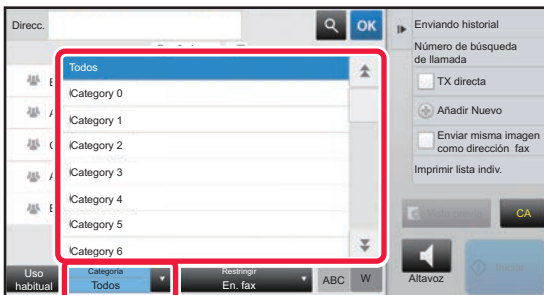 Direcc.
OK
Todos
Category 0
Category 1
Category 2
Category 3
Category 4
Category 5
Category 6
Uso
habitual
Categoría
Todos
Restringir
En. fax
ABC
W
Enviando historial
Número de búsqueda
de llamada
TX directa
Añadir Nuevo
Enviar misma imagen
como dirección fax
Imprimir lista indiv.
CA
Altavoz